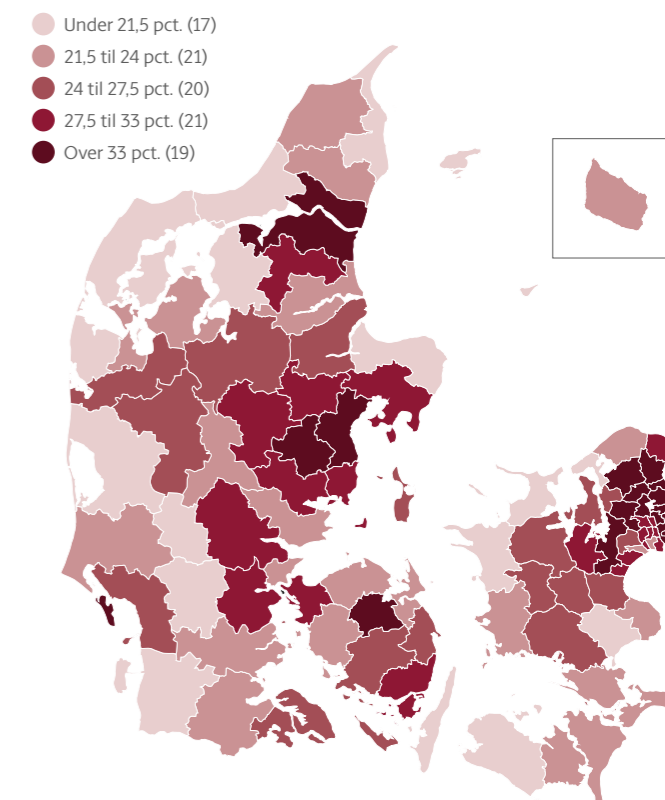 Under 21,5 pct. (17)
21,5 til 24 pct. (21)
24 til 27,5 pct. (20)
27,5 til 33 pct. (21)
Over 33 pct. (19)